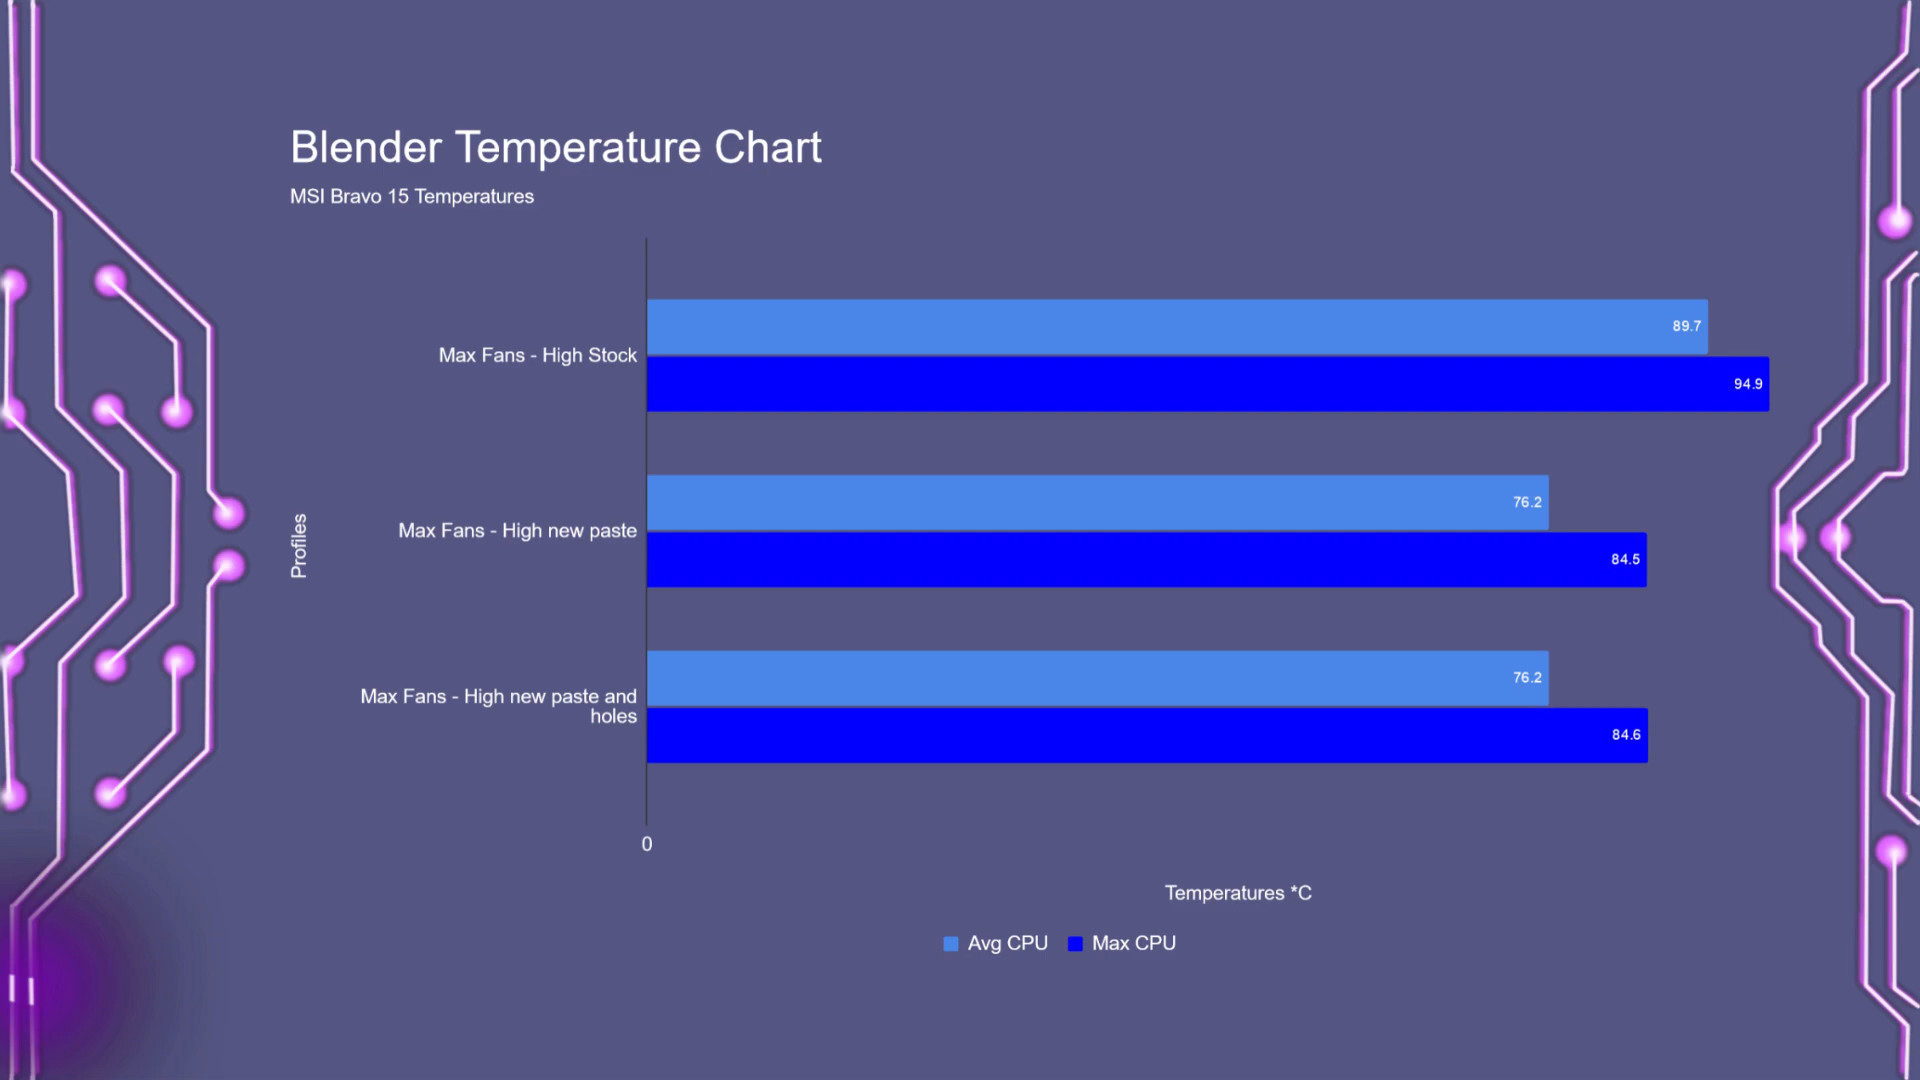 Blender Temperature Chart
MSI Bravo 15 Temperatures
Profiles
Max Fans - High Stock
89.7
94.9
Max Fans - High new paste
76.2
84.5
Max Fans - High new paste and
holes
76.2
84.6
0
Temperatures *C
Avg CPU
Max CPU